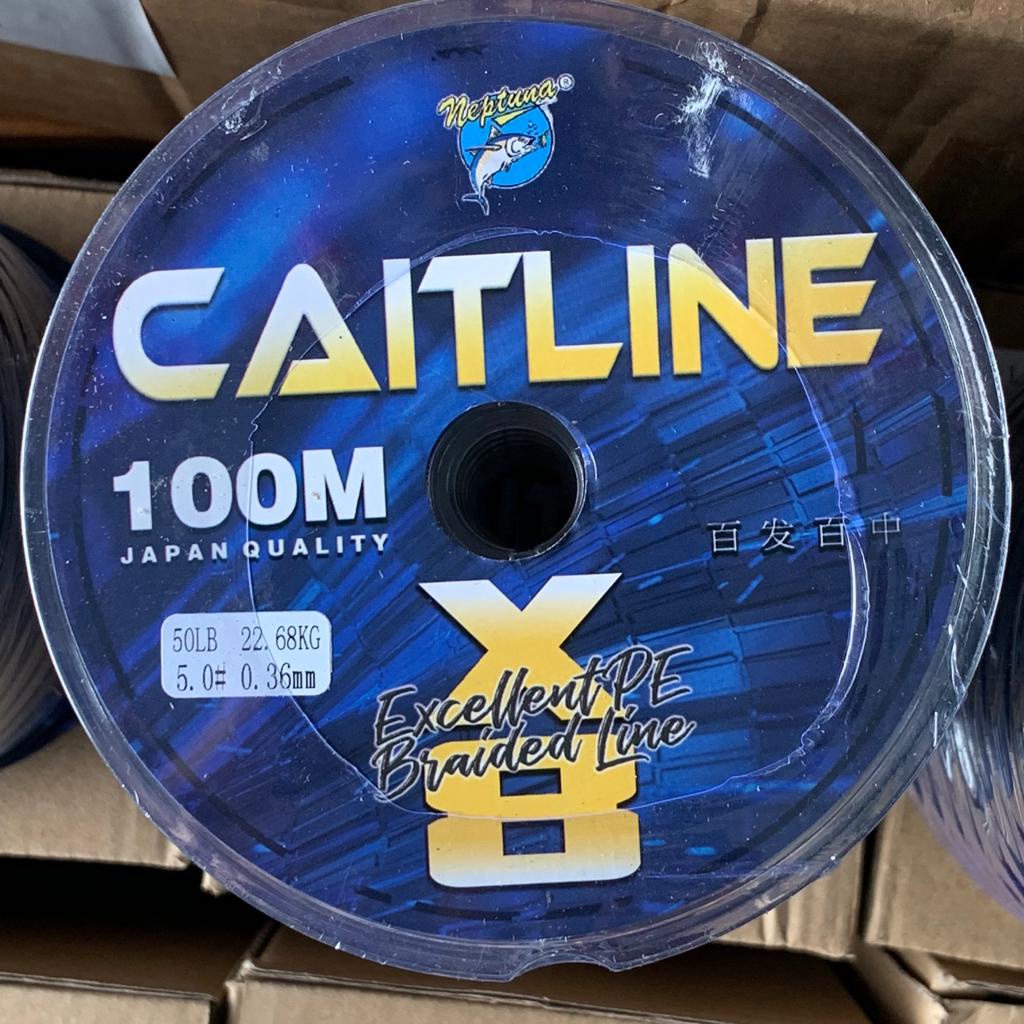 Neptuna®
CAITLINE
100M
JAPAN QUALITY
百发百中
50LB 22.68KG
5.0# 0.36mm
X8
Excellent PE
Braided Line